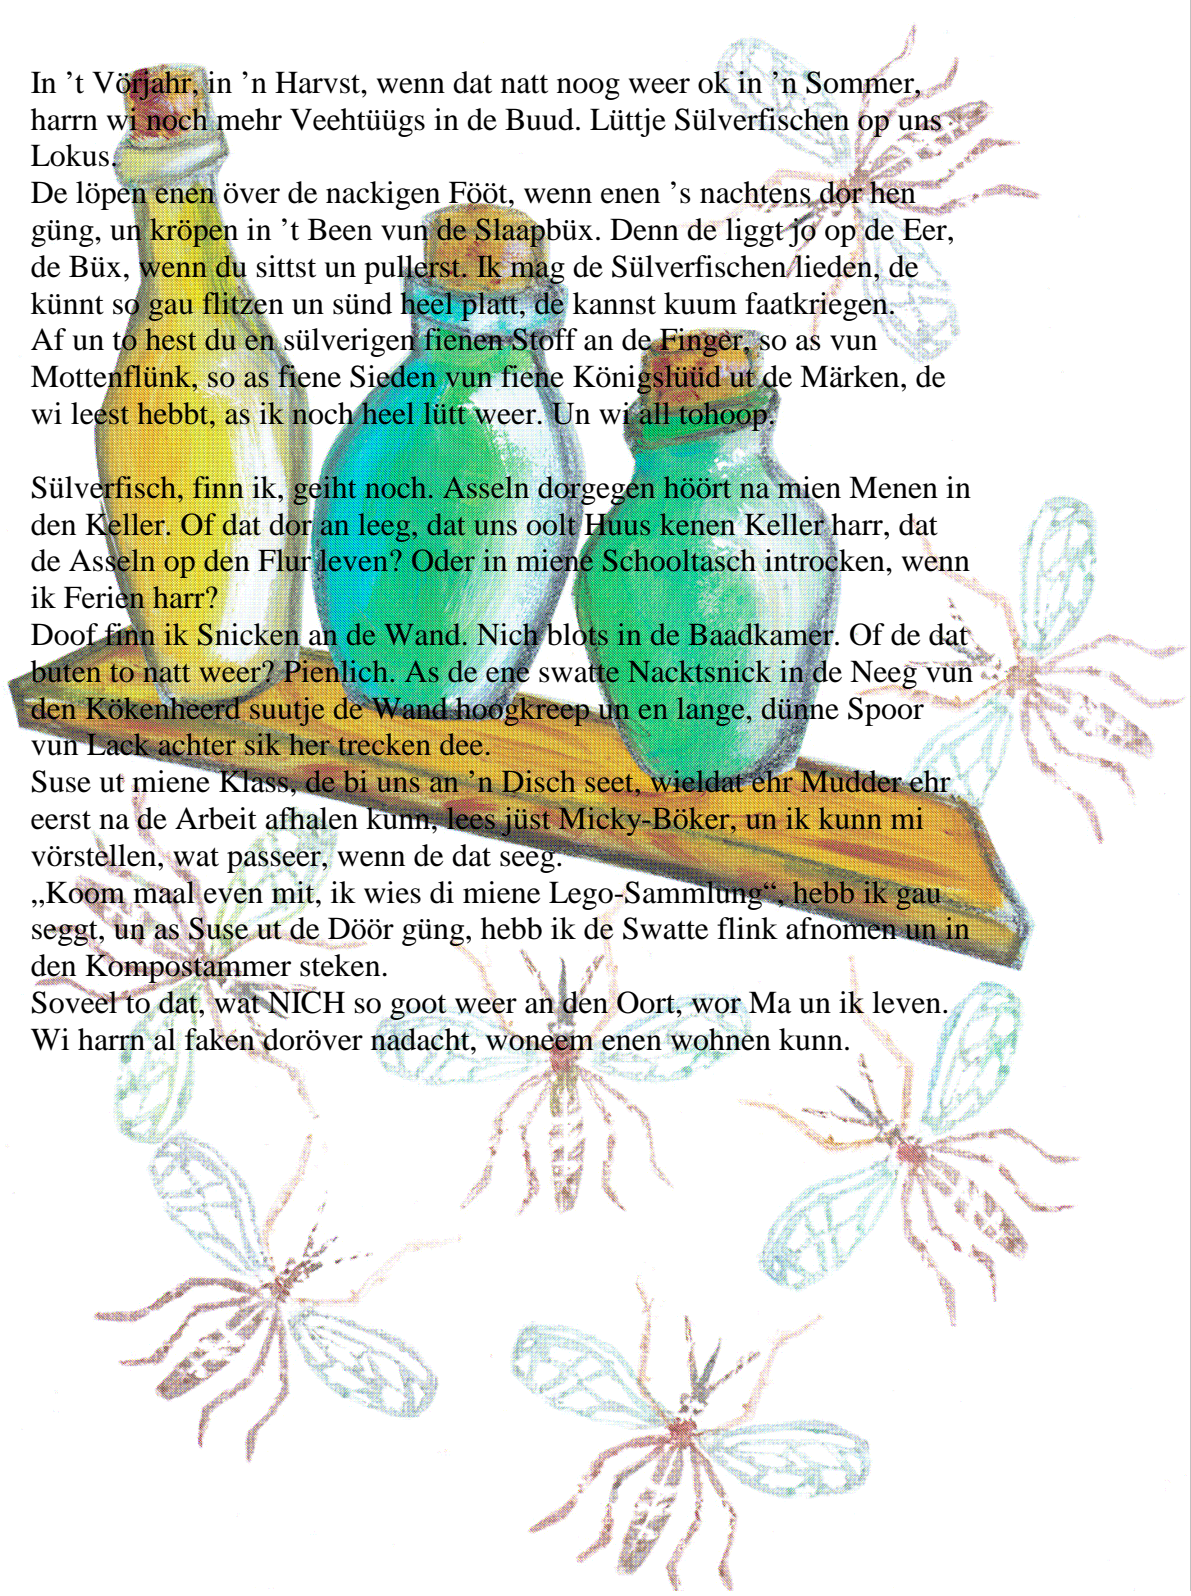 In ’t Vörjahr, in ’n Harvst, wenn dat natt noog weer ok in ’n Sommer,
harrn wi noch mehr Veehtüügs in de Buud. Lüttje Sülverfischen op uns
Lokus.
De löpen enen över de nackigen Fööt, wenn enen ’s nachtens dor hen
güng, un kröpen in ’t Been vun de Slaapbüx. Denn de liggt jo op de Eer,
de Büx, wenn du sittst un pullerst. Ik mag de Sülverfischen lieden, de
künnt so gau flitzen un sünd heel platt, de kannst kuum faatkriegen.
Af un to hest du en sülverigen fienen Stoff an de Finger, so as vun
Mottenflünk, so as fiene Sieden vun fiene Königslüüd ut de Märken, de
wi leest hebbt, as ik noch heel lütt weer. Un wi all tohoop.

Sülverfisch, finn ik, geiht noch. Asseln dorgegen höört na mien Menen in
den Keller. Of dat dor an leeg, dat uns oolt Huus kenen Keller harr, dat
de Asseln op den Flur leven? Oder in miene Schooltasch introcken, wenn
ik Ferien harr?
Doof finn ik Snicken an de Wand. Nich blots in de Baadkamer. Of de dat
buten to natt weer? Pienlich. As de ene swatte Nacktsnick in de Neeg vun
den Kökenheerd suutje de Wand hoogkreep un en lange, dünne Spoor
vun Lack achter sik her trecken dee.
Suse ut miene Klass, de bi uns an ’n Disch seet, wieldat ehr Mudder ehr
eerst na de Arbeit afhalen kunn, lees jüst Micky-Böker, un ik kunn mi
vörstellen, wat passeer, wenn de dat seeg.
„Koom maal even mit, ik wies di miene Lego-Sammlung“, hebb ik gau
seggt, un as Suse ut de Döör güng, hebb ik de Swatte flink afnomen un in
den Kompostammer steken.
Soveel to dat, wat NICH so goot weer an den Oort, wor Ma un ik leven.
Wi harrn al faken doröver nadacht, woneem enen wohnen kunn.